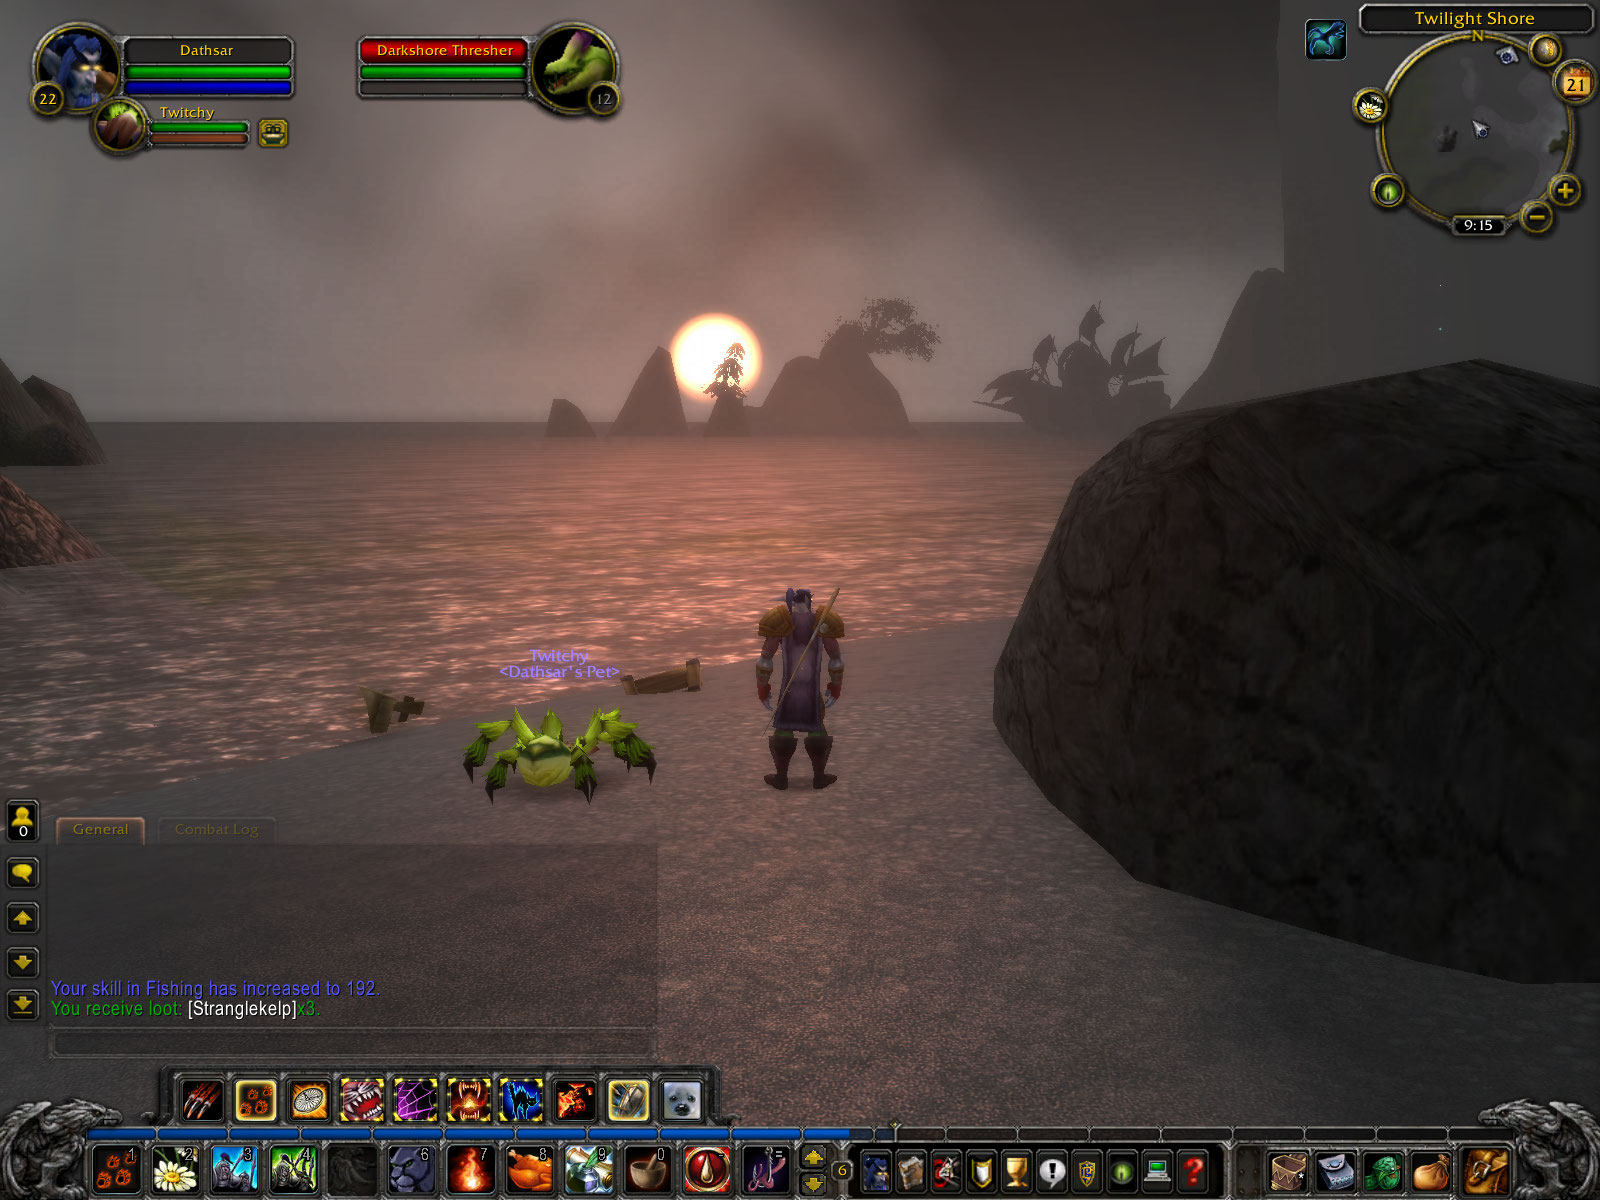 Dathsar
22
Twitchy
Darkshore Thresher
12
Twilight Shore
N
21
9:15
Twitchy
<Dathsar's Pet>
0
General
Combat Log
Your skill in Fishing has increased to 192.
You receive loot: [Stranglekelp]x3.
1
2
3
4
6
7
8
9
0
-
=
6